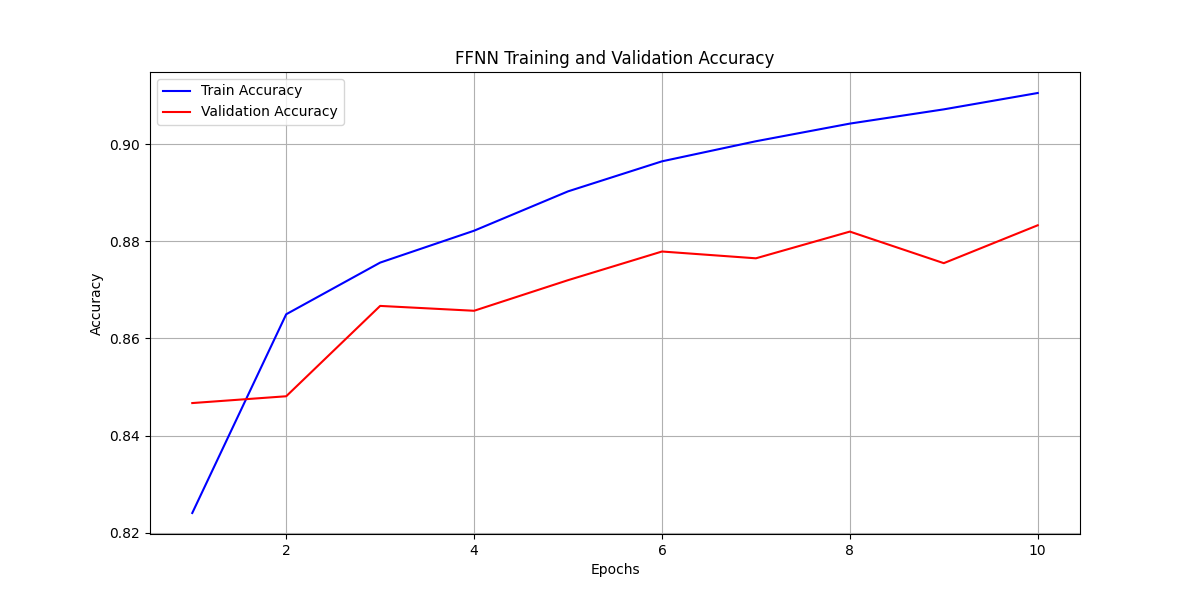 FFNN Training and Validation Accuracy
Train Accuracy
Validation Accuracy
0.90
0.88
0.86
0.84
0.82
Accuracy
2 4 6 8 10
Epochs